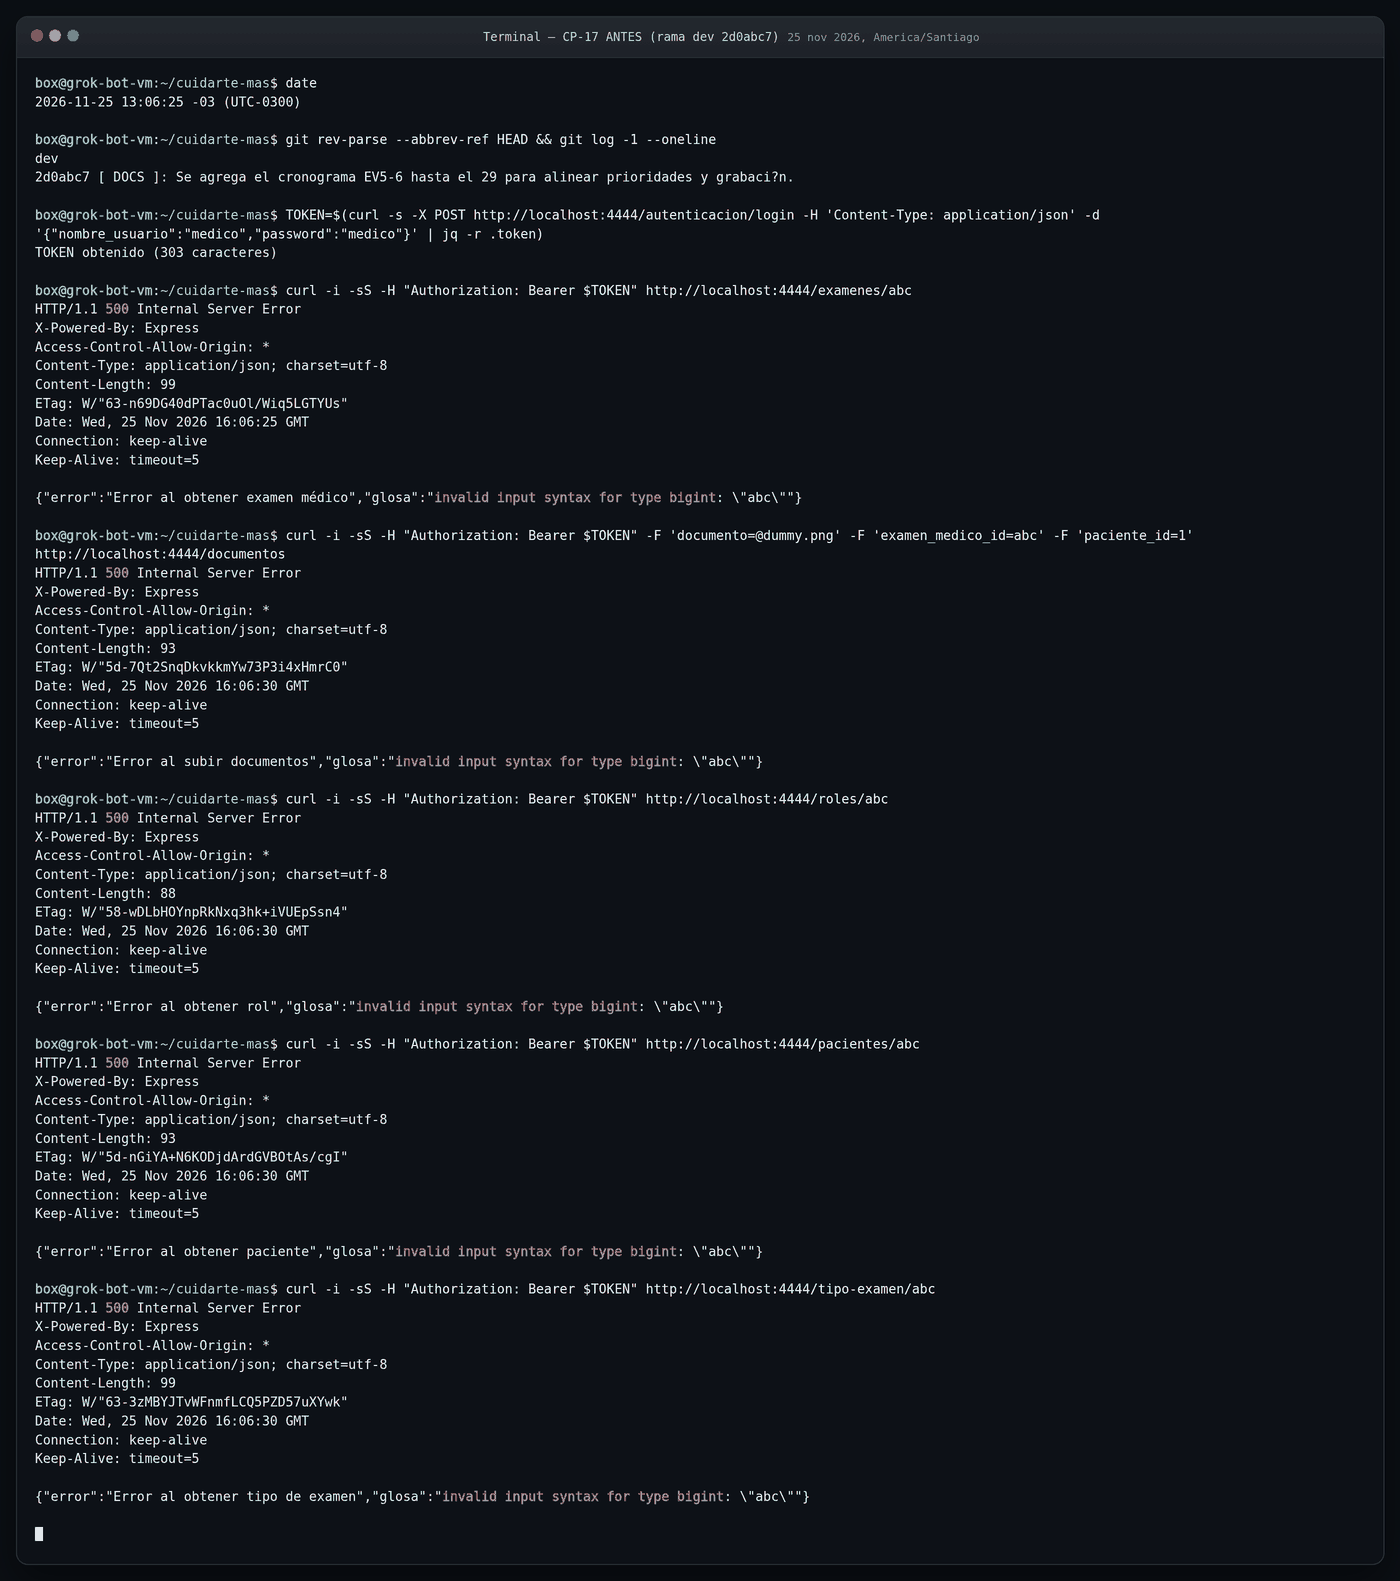 Terminal — CP-17 ANTES (rama dev 2d0abc7) 25 nov 2026, America/Santiago
box@grok-bot-vm:~/cuidarte-mas$ date
2026-11-25 13:06:25 -03 (UTC-0300)
box@grok-bot-vm:~/cuidarte-mas$ git rev-parse --abbrev-ref HEAD && git log -1 --oneline
dev
2d0abc7 [ DOCS ]: Se agrega el cronograma EV5-6 hasta el 29 para alinear prioridades y grabaci?n.
box@grok-bot-vm:~/cuidarte-mas$ TOKEN=$(curl -s -X POST http://localhost:4444/autenticacion/login -H 'Content-Type: application/json' -d
'{"nombre_usuario":"medico","password":"medico"}' | jq -r .token)
TOKEN obtenido (303 caracteres)
box@grok-bot-vm:~/cuidarte-mas$ curl -i -sS -H "Authorization: Bearer $TOKEN" http://localhost:4444/examenes/abc
HTTP/1.1 500 Internal Server Error
X-Powered-By: Express
Access-Control-Allow-Origin: *
Content-Type: application/json; charset=utf-8
Content-Length: 99
ETag: W/"63-n69DG40dPTac0uOl/Wiq5LGTYUs"
Date: Wed, 25 Nov 2026 16:06:25 GMT
Connection: keep-alive
Keep-Alive: timeout=5
{"error":"Error al obtener examen médico","glosa":"invalid input syntax for type bigint: \"abc\""}
box@grok-bot-vm:~/cuidarte-mas$ curl -i -sS -H "Authorization: Bearer $TOKEN" -F 'documento=@dummy.png' -F 'examen_medico_id=abc' -F 'paciente_id=1'
http://localhost:4444/documentos
HTTP/1.1 500 Internal Server Error
X-Powered-By: Express
Access-Control-Allow-Origin: *
Content-Type: application/json; charset=utf-8
Content-Length: 93
ETag: W/"5d-7Qt2SnqDkvkkmYw73P3i4xHmrC0"
Date: Wed, 25 Nov 2026 16:06:30 GMT
Connection: keep-alive
Keep-Alive: timeout=5
{"error":"Error al subir documentos","glosa":"invalid input syntax for type bigint: \"abc\""}
box@grok-bot-vm:~/cuidarte-mas$ curl -i -sS -H "Authorization: Bearer $TOKEN" http://localhost:4444/roles/abc
HTTP/1.1 500 Internal Server Error
X-Powered-By: Express
Access-Control-Allow-Origin: *
Content-Type: application/json; charset=utf-8
Content-Length: 88
ETag: W/"58-wDLbHOYnpRkNxq3hk+iVUEpSsn4"
Date: Wed, 25 Nov 2026 16:06:30 GMT
Connection: keep-alive
Keep-Alive: timeout=5
{"error":"Error al obtener rol","glosa":"invalid input syntax for type bigint: \"abc\""}
box@grok-bot-vm:~/cuidarte-mas$ curl -i -sS -H "Authorization: Bearer $TOKEN" http://localhost:4444/pacientes/abc
HTTP/1.1 500 Internal Server Error
X-Powered-By: Express
Access-Control-Allow-Origin: *
Content-Type: application/json; charset=utf-8
Content-Length: 93
ETag: W/"5d-nGiYA+N6KODjdArdGVBOtAs/cgI"
Date: Wed, 25 Nov 2026 16:06:30 GMT
Connection: keep-alive
Keep-Alive: timeout=5
{"error":"Error al obtener paciente","glosa":"invalid input syntax for type bigint: \"abc\""}
box@grok-bot-vm:~/cuidarte-mas$ curl -i -sS -H "Authorization: Bearer $TOKEN" http://localhost:4444/tipo-examen/abc
HTTP/1.1 500 Internal Server Error
X-Powered-By: Express
Access-Control-Allow-Origin: *
Content-Type: application/json; charset=utf-8
Content-Length: 99
ETag: W/"63-3zMBYJTvWFnmfLCQ5PZD57uXYwk"
Date: Wed, 25 Nov 2026 16:06:30 GMT
Connection: keep-alive
Keep-Alive: timeout=5
{"error":"Error al obtener tipo de examen","glosa":"invalid input syntax for type bigint: \"abc\""}